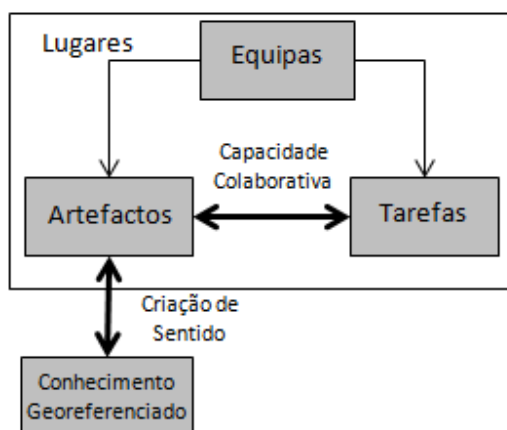 Lugares
Equipas
Capacidade
Colaborativa
Artefactos
Tarefas
Criação de
Sentido
Conhecimento
Georeferenciado